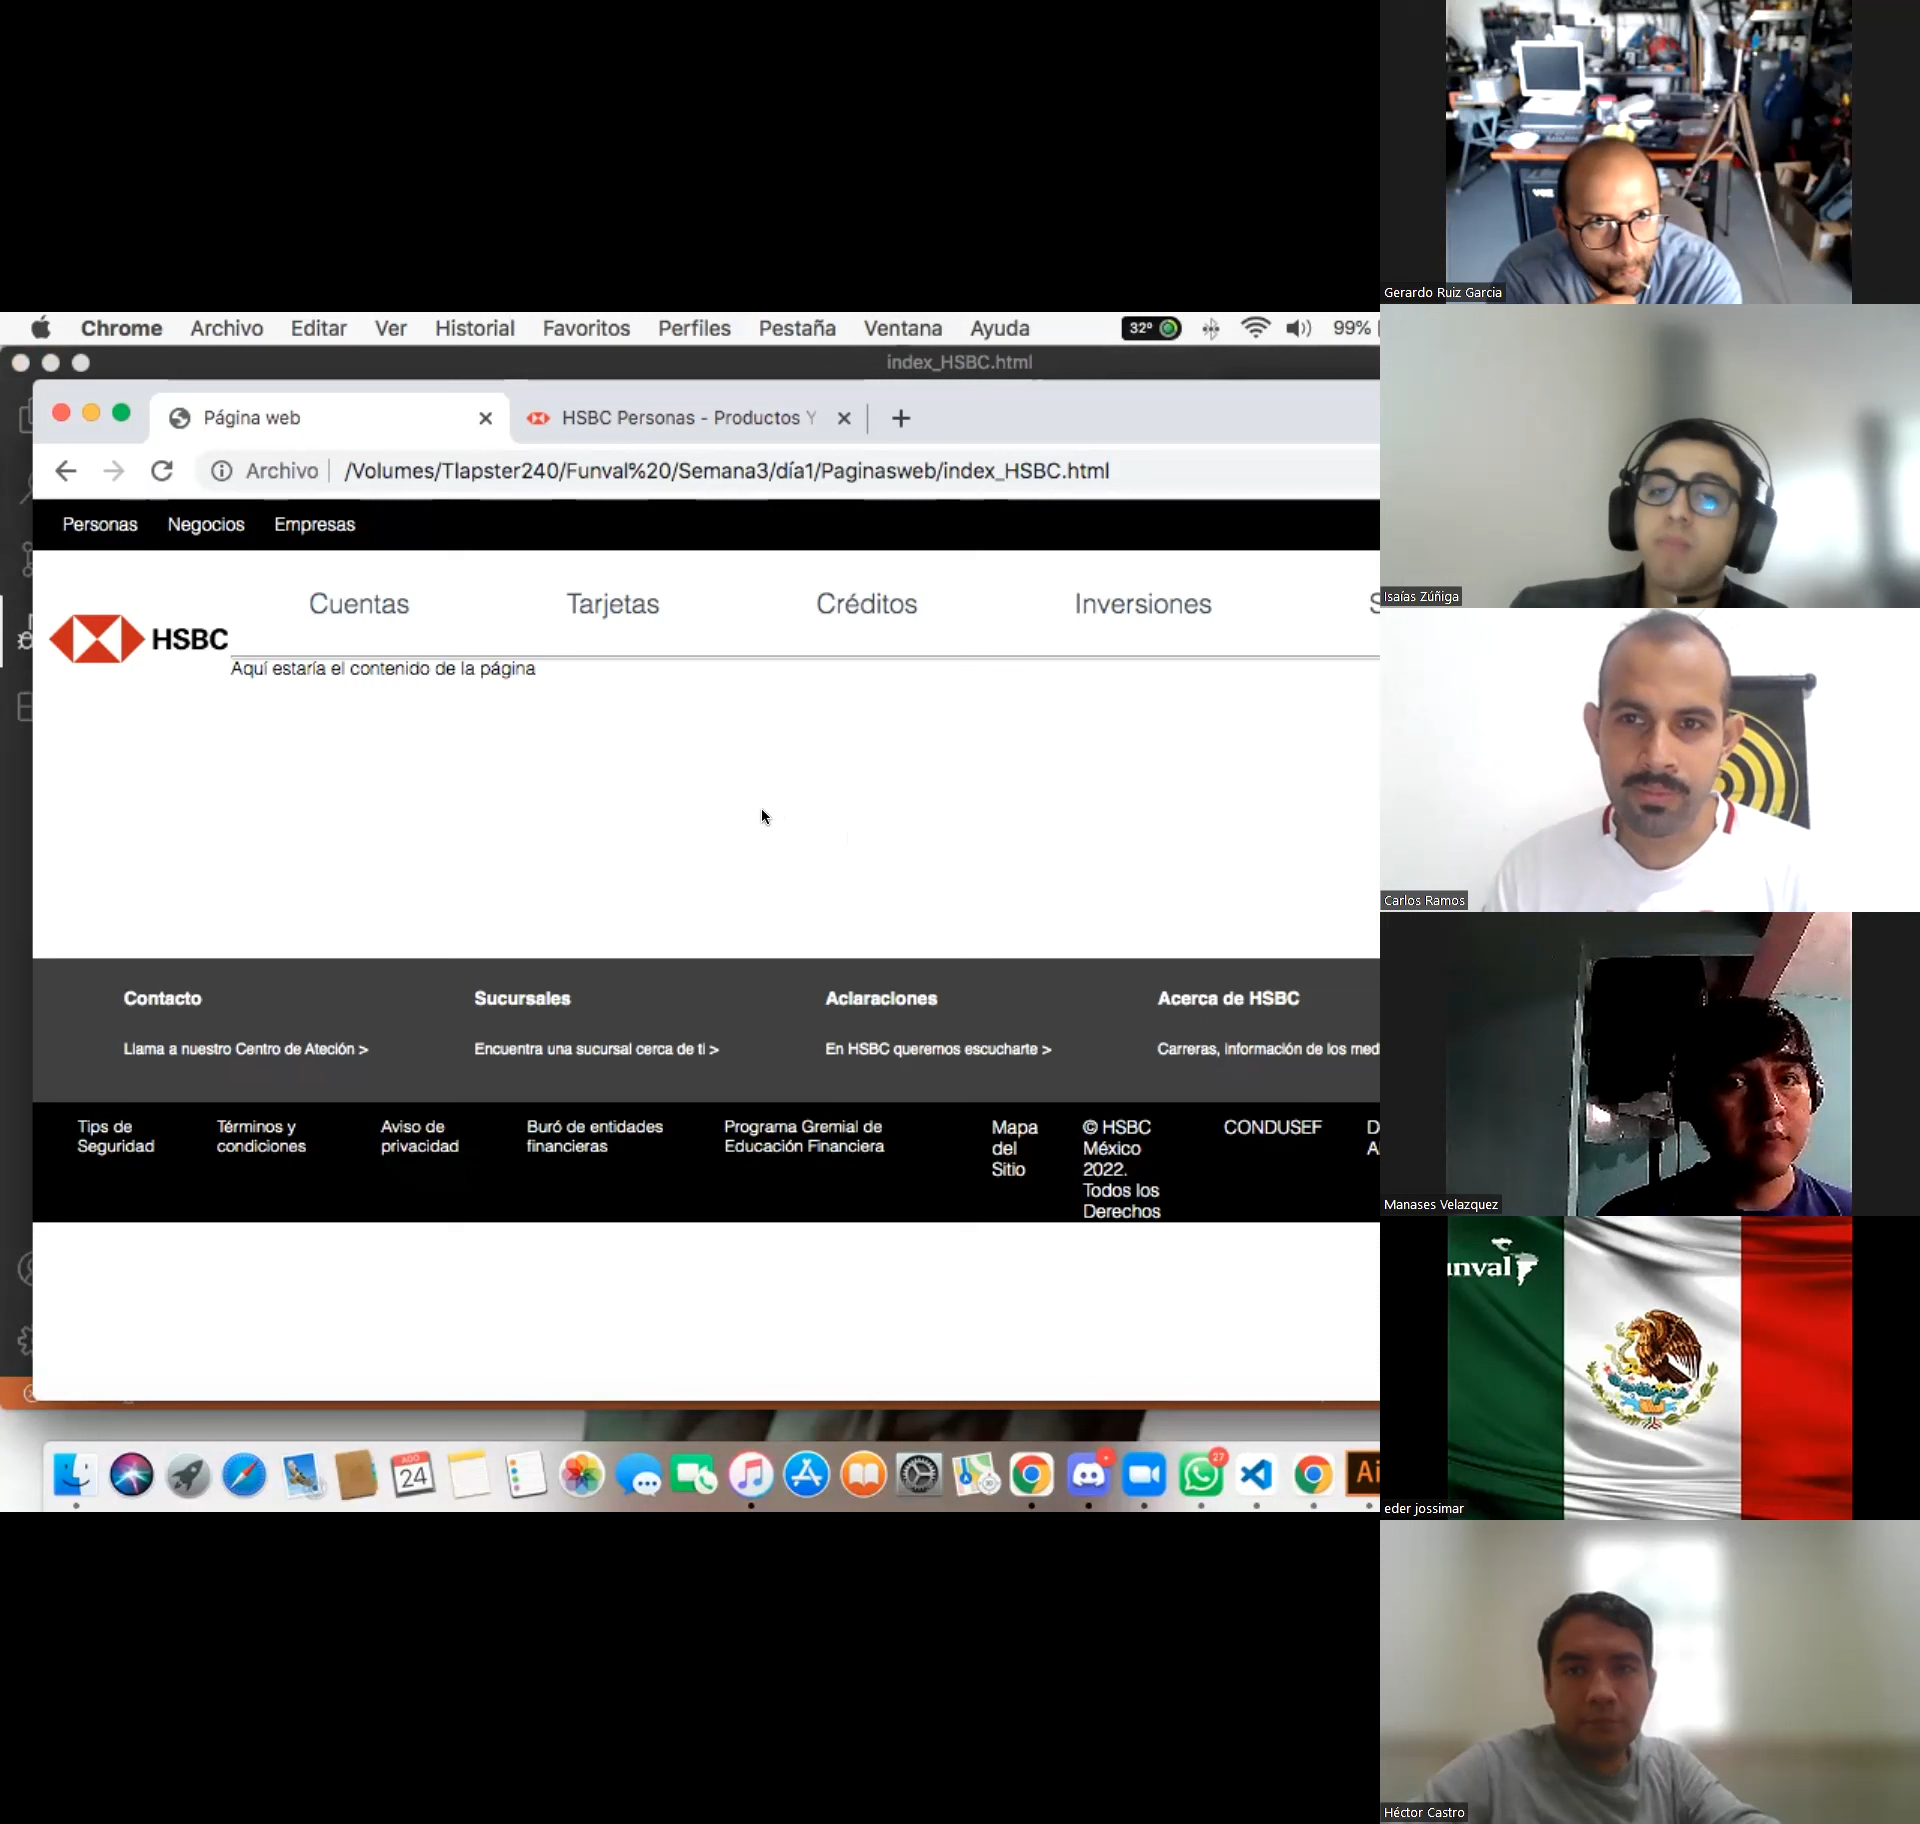 Chrome Archivo Editar Ver Historial Favoritos Perfiles Pestaña Ventana Ayuda 32° 99%
index_HSBC.html
Página web
HSBC Personas - Productos Y
Archivo /Volumes/Tlapster240/Funval%20/Semana3/día1/Paginasweb/index_HSBC.html
Personas Negocios Empresas
HSBC
Cuentas Tarjetas Créditos Inversiones S
Aquí estaría el contenido de la página
Contacto Sucursales Aclaraciones Acerca de HSBC
Llama a nuestro Centro de Ateción > Encuentra una sucursal cerca de ti > En HSBC queremos escucharte > Carreras, información de los med
Tips de
Seguridad
Términos y
condiciones
Aviso de
privacidad
Buró de entidades
financieras
Programa Gremial de
Educación Financiera
Mapa
del
Sitio
© HSBC
México
2022.
Todos los
Derechos
CONDUSEF
D
A
AGO
24
27
Ai
VOX
Gerardo Ruiz Garcia
Isaías Zúñiga
Carlos Ramos
Manases Velazquez
unval
eder jossimar
Héctor Castro